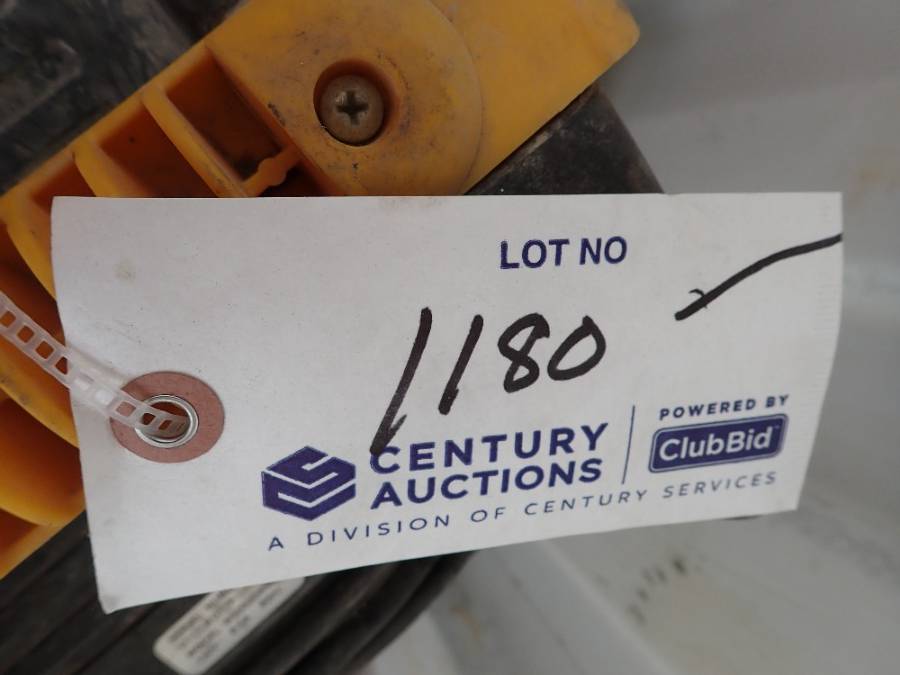 LOT NO
1180
CENTURY
AUCTIONS
POWERED BY
ClubBid
A DIVISION OF CENTURY SERVICES